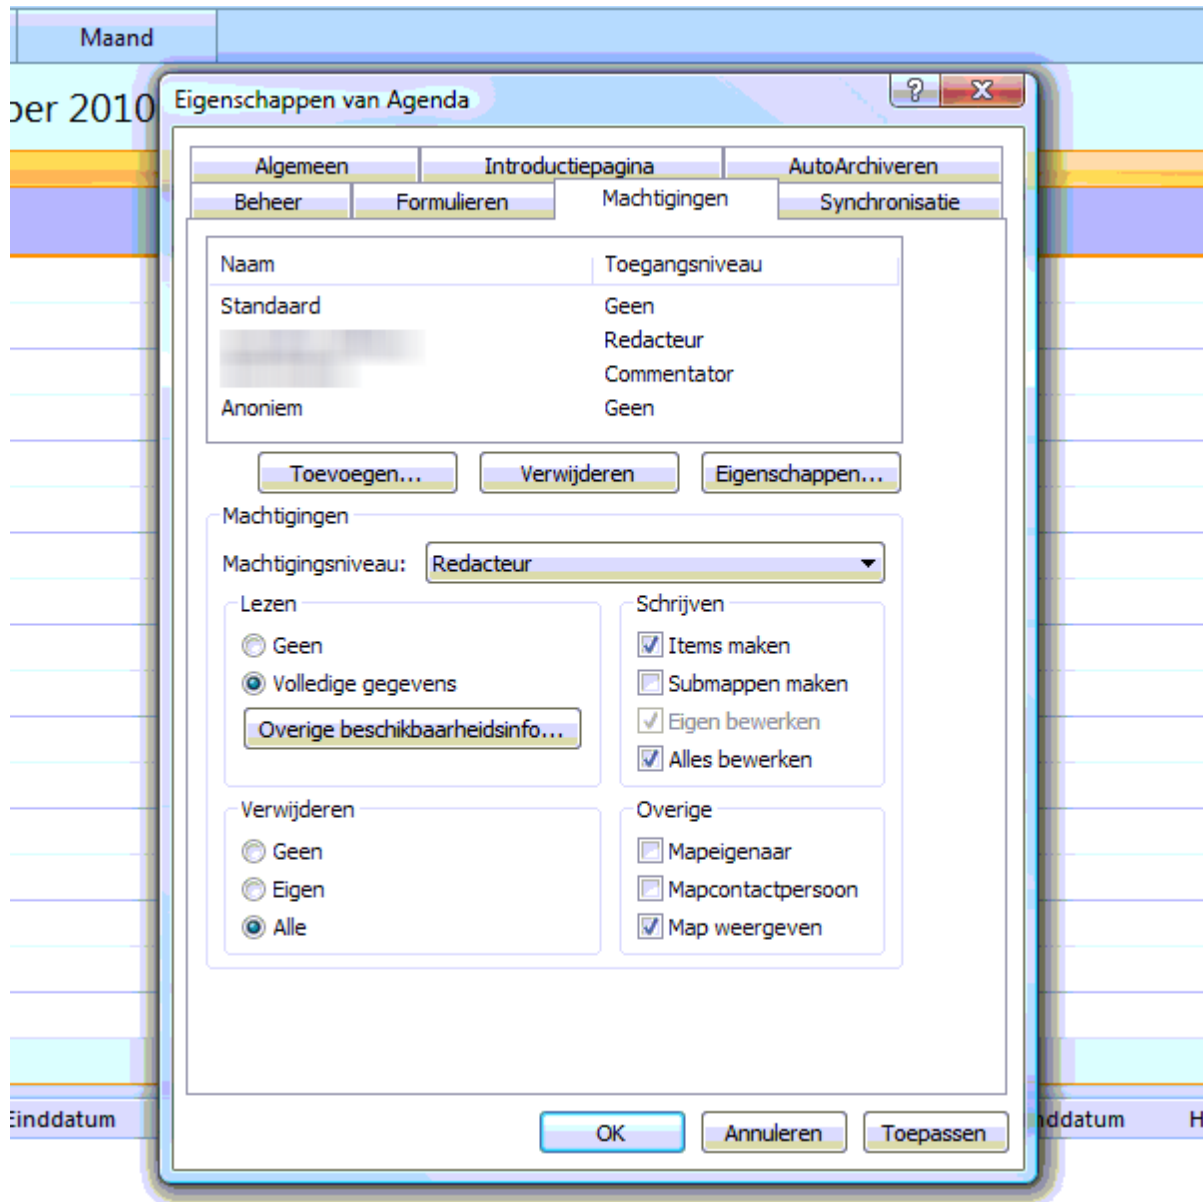 Maand
ber 2010
Eigenschappen van Agenda
Algemeen Introductiepagina AutoArchiveren
Beheer Formulieren Machtigingen Synchronisatie
Naam Toegangsniveau
Standaard Geen
Redacteur
Commentator
Anoniem Geen
Toevoegen... Verwijderen Eigenschappen...
Machtigingen
Machtigingsniveau: Redacteur
Lezen Schrijven
Geen Items maken
Volledige gegevens Submappen maken
Overige beschikbaarheidsinfo... Eigen bewerken
Alles bewerken
Verwijderen Overige
Geen Mapeigenaar
Eigen Mapcontactpersoon
Alle Map weergeven
Einddatum nddatum H
OK Annuleren Toepassen